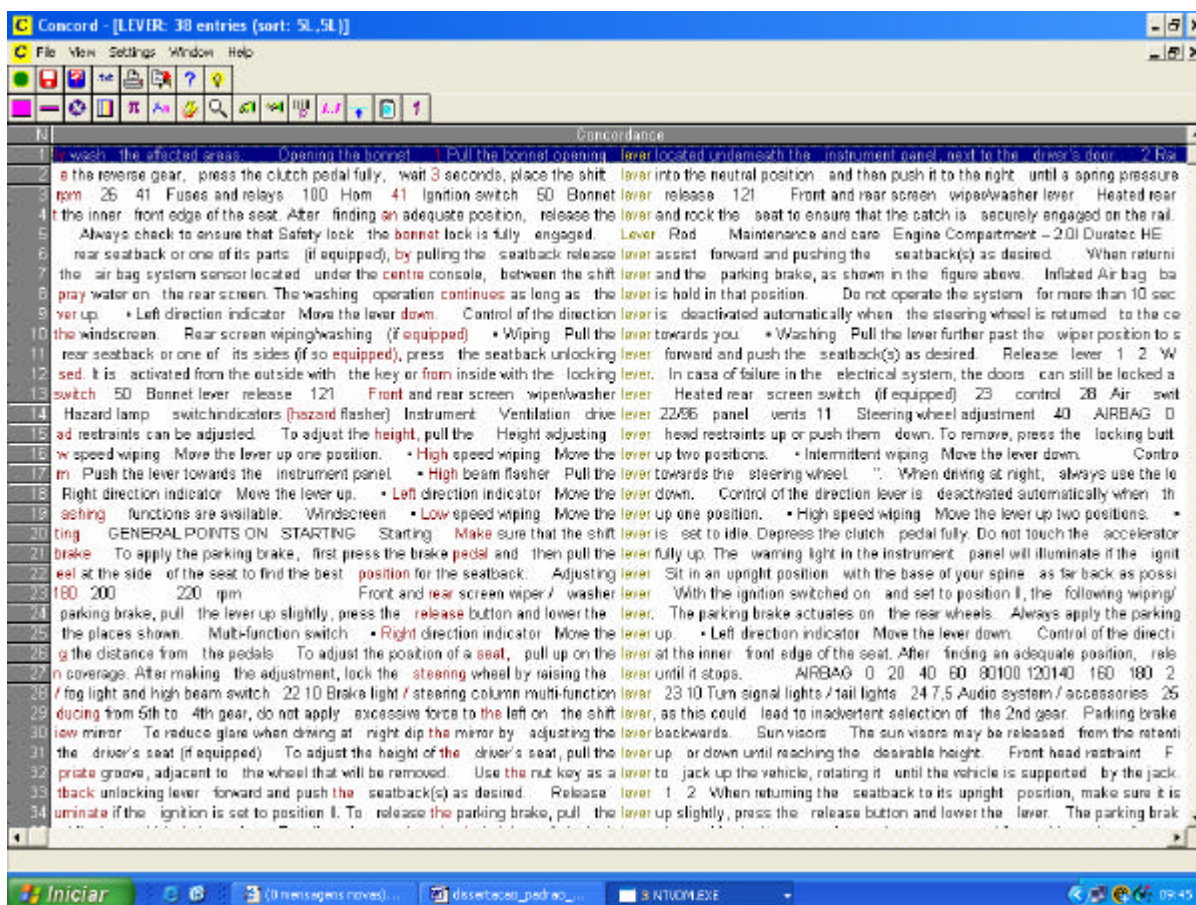 Concord - [LEVER: 38 entries (sort: 5L,5L)]
File View Settings Window Help
N Concordance
1 ly wash the afected areas. Opening the bonnet 1 Pull the bonnet opening lever located underneath the instrument panel, next to the driver's door. 2 Rai
2 e the reverse gear, press the clutch pedal fully, wait 3 seconds, place the shift lever into the neutral position and then push it to the right until a spring pressure
3 rpm 26 41 Fuses and relays 100 Horn 41 Ignition switch 50 Bonnet lever release 121 Front and rear screen wiper/washer lever Heated rear
4 t the inner front edge of the seat. After finding an adequate position, release the lever and rock the seat to ensure that the catch is securely engaged on the rail.
5 Always check to ensure that Safety lock the bonnet lock is fully engaged. Lever Rod Maintenance and care Engine Compartment – 2.0l Duratec HE
6 rear seatback or one of its parts (if equipped), by pulling the seatback release lever assist forward and pushing the seatback(s) as desired. When returni
7 the air bag system sensor located under the centre console, between the shift lever and the parking brake, as shown in the figure above. Inflated Air bag ba
8 pray water on the rear screen. The washing operation continues as long as the lever is hold in that position. Do not operate the system for more than 10 sec
9 ver up. • Left direction indicator Move the lever down. Control of the direction lever is deactivated automatically when the steering wheel is returned to the ce
10 the windscreen. Rear screen wiping/washing (if equipped) • Wiping Pull the lever towards you. • Washing Pull the lever further past the wiper position to s
11 rear seatback or one of its sides (if so equipped), press the seatback unlocking lever forward and push the seatback(s) as desired. Release lever 1 2 W
12 sed. It is activated from the outside with the key or from inside with the locking lever. In casa of failure in the electrical system, the doors can still be locked a
13 switch 50 Bonnet lever release 121 Front and rear screen wiper/washer lever Heated rear screen switch (if equipped) 23 control 28 Air swit
14 Hazard lamp switchindicators (hazard flasher) Instrument Ventilation drive lever 22/96 panel vents 11 Steering wheel adjustment 40 AIRBAG 0
15 ad restraints can be adjusted. To adjust the height, pull the Height adjusting lever head restraints up or push them down. To remove, press the locking butt
16 w speed wiping Move the lever up one position. • High speed wiping Move the lever up two positions. • Intermittent wiping Move the lever down. Contro
17 m Push the lever towards the instrument panel. • High beam flasher Pull the lever towards the steering wheel. ". When driving at night, always use the lo
18 Right direction indicator Move the lever up. • Left direction indicator Move the lever down. Control of the direction lever is deactivated automatically when th
19 ashing functions are available: Windscreen • Low speed wiping Move the lever up one position. • High speed wiping Move the lever up two positions. •
20 ting GENERAL POINTS ON STARTING Starting Make sure that the shift lever is set to idle. Depress the clutch pedal fully. Do not touch the accelerator
21 brake To apply the parking brake, first press the brake pedal and then pull the lever fully up. The warning light in the instrument panel will illuminate if the ignit
22 eel at the side of the seat to find the best position for the seatback. Adjusting lever Sit in an upright position with the base of your spine as far back as possi
23 180 200 220 rpm Front and rear screen wiper / washer lever With the ignition switched on and set to position II, the following wiping/
24 parking brake, pull the lever up slightly, press the release button and lower the lever. The parking brake actuates on the rear wheels. Always apply the parking
25 the places shown. Multi-function switch • Right direction indicator Move the lever up. • Left direction indicator Move the lever down. Control of the directi
26 g the distance from the pedals To adjust the position of a seat, pull up on the lever at the inner front edge of the seat. After finding an adequate position, rele
27 n coverage. After making the adjustment, lock the steering wheel by raising the lever until it stops. AIRBAG 0 20 40 60 80100 120140 160 180 2
28 / fog light and high beam switch 22 10 Brake light / steering column multi-function lever 23 10 Turn signal lights / tail lights 24 7,5 Audio system / accessories 25
29 ducing from 5th to 4th gear, do not apply excessive force to the left on the shift lever, as this could lead to inadvertent selection of the 2nd gear. Parking brake
30 iew mirror To reduce glare when driving at night dip the mirror by adjusting the lever backwards. Sun visors The sun visors may be released from the retenti
31 the driver's seat (if equipped) To adjust the height of the driver's seat, pull the lever up or down until reaching the desirable height. Front head restraint F
32 priate groove, adjacent to the wheel that will be removed. Use the nut key as a lever to jack up the vehicle, rotating it until the vehicle is supported by the jack.
33 tback unlocking lever forward and push the seatback(s) as desired. Release lever 1 2 When returning the seatback to its upright position, make sure it is
34 uminate if the ignition is set to position II. To release the parking brake, pull the lever up slightly, press the release button and lower the lever. The parking brak
Iniciar (0 mensagens novas)... dissertacao_padrao_... NTVDM.EXE 09:45